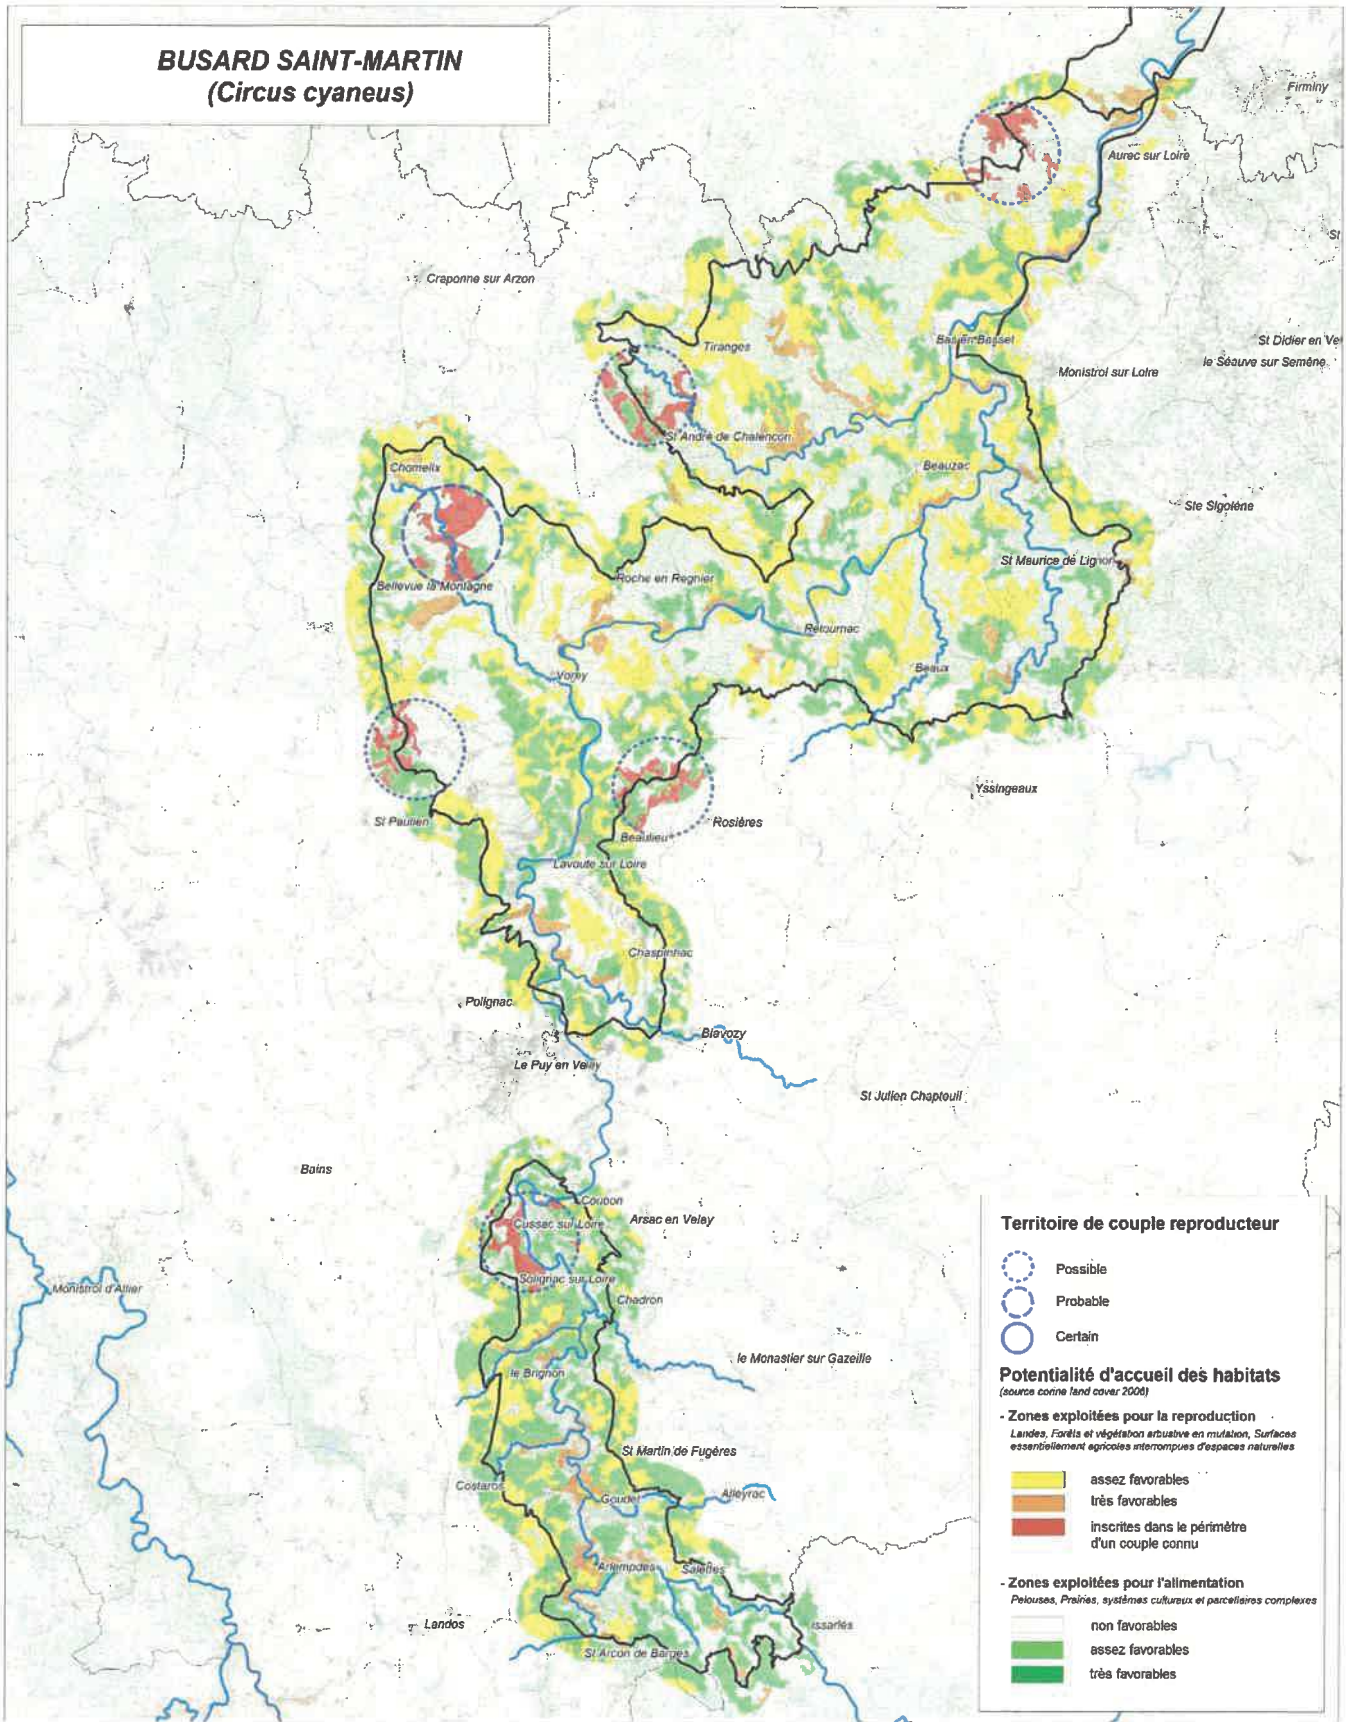 BUSARD SAINT-MARTIN
(Circus cyaneus)
Firminy
Aurec sur Loire
St
Craponne sur Arzon
Tiranges
Bas en Basset
St Didier en Ve
la Séauve sur Semène
Monistrol sur Loire
St André de Chalencon
Beauzac
Chomelix
Ste Sigolène
St Maurice de Lignon
Roche en Regnier
Bellevue la Montagne
Retournac
Beaux
Vorey
Yssingeaux
St Paulien
Rosières
Beaulieu
Lavoute sur Loire
Chaspinhac
Polignac
Blavozy
Le Puy en Velay
St Julien Chapteuil
Bains
Coubon
Arsac en Velay
Cussac sur Loire
Solignac sur Loire
Monistrol d'Allier
Chadron
le Monastier sur Gazeille
le Brignon
St Martin de Fugères
Costaros
Goudet
Alleyrac
Arlempdes
Salettes
Landos
Issarlès
St Arcon de Barges
Territoire de couple reproducteur
Possible
Probable
Certain
Potentialité d'accueil des habitats
(source corine land cover 2006)
- Zones exploitées pour la reproduction
Landes, Forêts et végétation arbustive en mutation, Surfaces
essentiellement agricoles interrompues d'espaces naturelles
assez favorables
très favorables
inscrites dans le périmètre
d'un couple connu
- Zones exploitées pour l'alimentation
Pelouses, Prairies, systèmes culturaux et parcellaires complexes
non favorables
assez favorables
très favorables